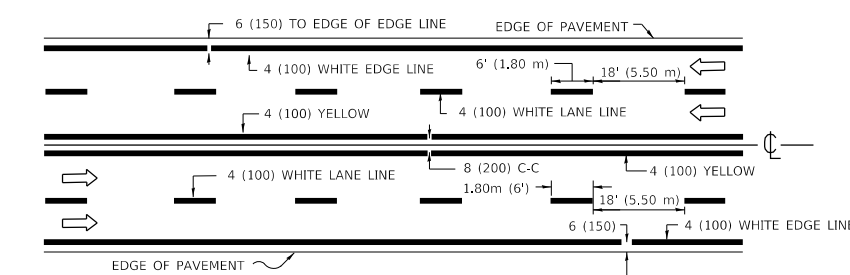 6 (150) TO EDGE OF EDGE LINE
EDGE OF PAVEMENT
4 (100) WHITE EDGE LINE
6' (1.80 m)
18' (5.50 m)
4 (100) YELLOW
4 (100) WHITE LANE LINE
℄
4 (100) WHITE LANE LINE
8 (200) C-C
4 (100) YELLOW
1.80m (6')
18' (5.50 m)
6 (150)
4 (100) WHITE EDGE LINE
EDGE OF PAVEMENT